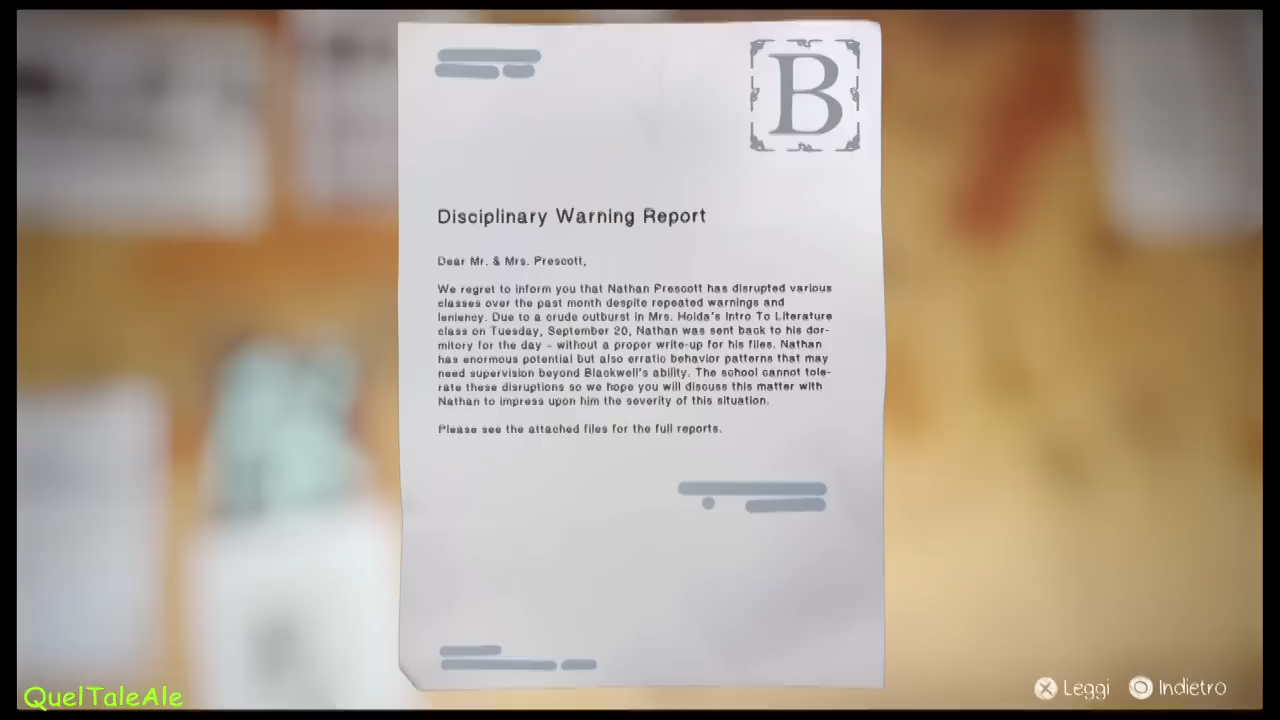 B
Disciplinary Warning Report
Dear Mr. & Mrs. Prescott,
We regret to inform you that Nathan Prescott has disrupted various
classes over the past month despite repeated warnings and
leniency. Due to a crude outburst in Mrs. Hoida's Intro To Literature
class on Tuesday, September 20, Nathan was sent back to his dor-
mitory for the day – without a proper write-up for his files. Nathan
has enormous potential but also erratic behavior patterns that may
need supervision beyond Blackwell's ability. The school cannot tole-
rate these disruptions so we hope you will discuss this matter with
Nathan to impress upon him the severity of this situation.
Please see the attached files for the full reports.
Leggi Indietro
QuelTaleAle